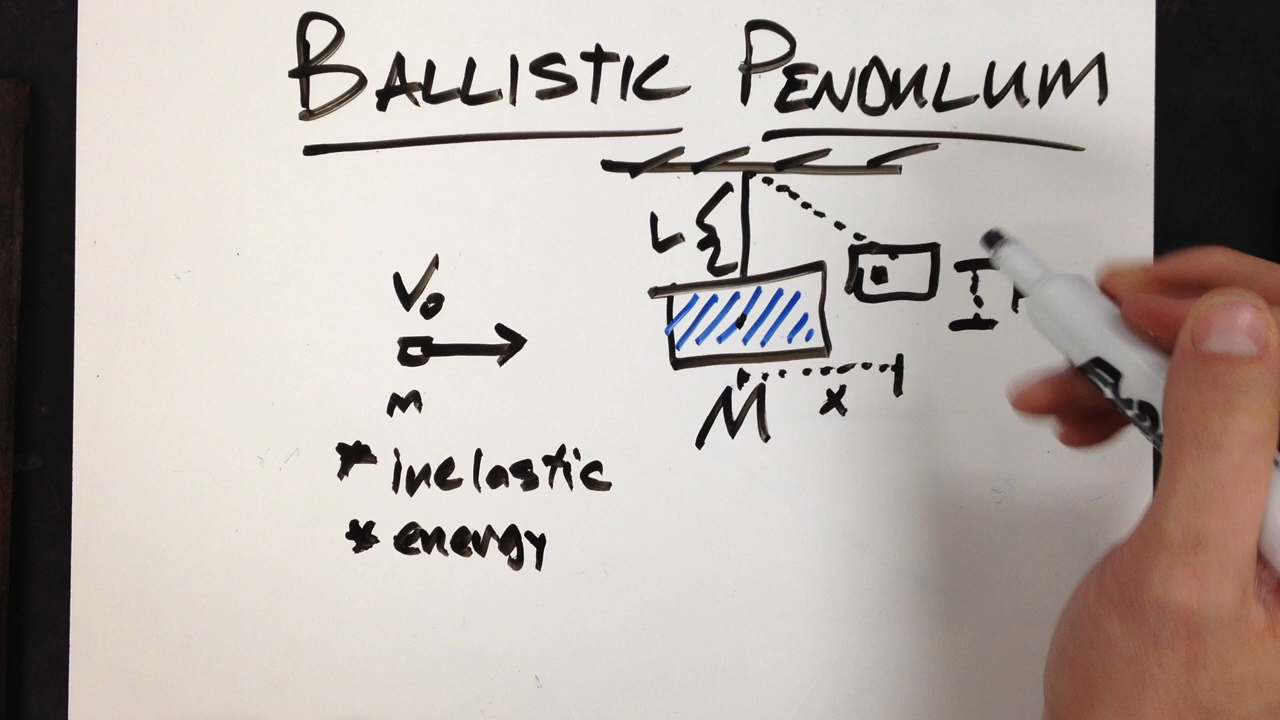 BALLISTIC PENDULUM
L
V₀
m
M
x
* inelastic
* energy